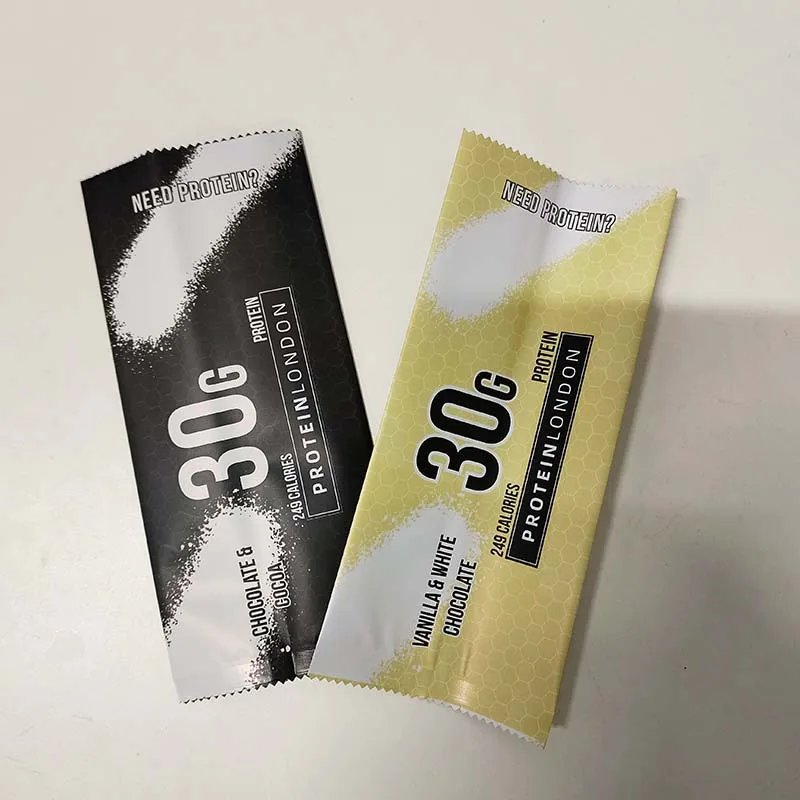 NEED PROTEIN?
30G
PROTEIN
249 CALORIES
PROTEINLONDON
CHOCOLATE &
COCOA
NEED PROTEIN?
30G
PROTEIN
249 CALORIES
PROTEINLONDON
VANILLA & WHITE
CHOCOLATE